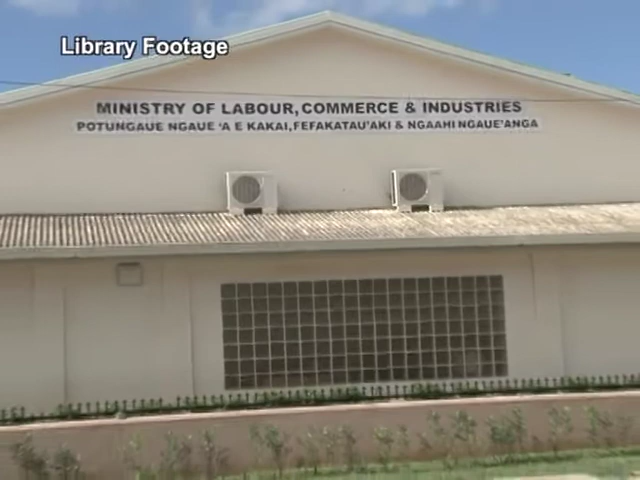 Library Footage
MINISTRY OF LABOUR, COMMERCE & INDUSTRIES
POTUNGAUE NGAUE 'A E KAKAI, FEFAKATAU'AKI & NGAAHI NGAUE'ANGA